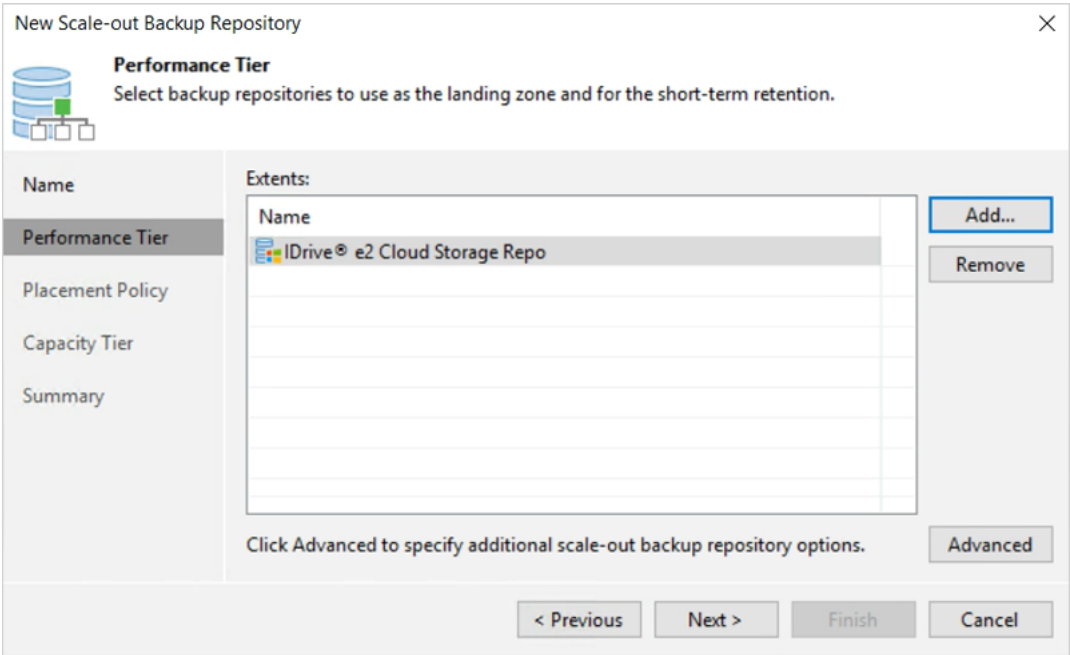 New Scale-out Backup Repository
Performance Tier
Select backup repositories to use as the landing zone and for the short-term retention.
Name
Performance Tier
Placement Policy
Capacity Tier
Summary
Extents:
Name
IDrive® e2 Cloud Storage Repo
Add...
Remove
Click Advanced to specify additional scale-out backup repository options.
Advanced
< Previous
Next >
Finish
Cancel